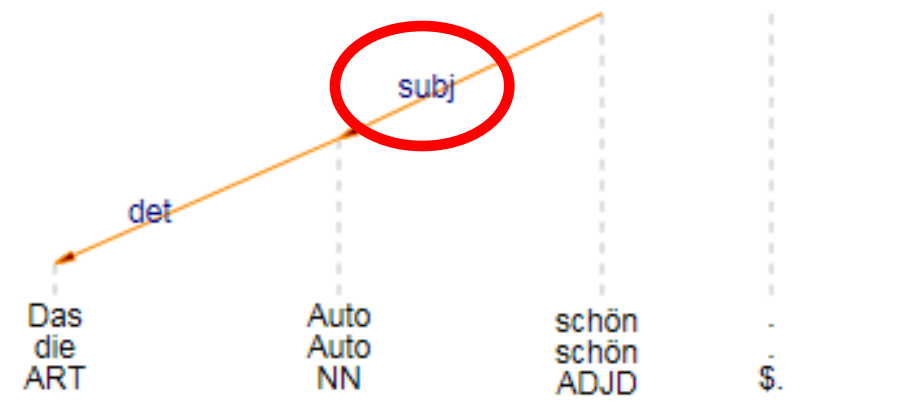 subj
det
Das Auto schön .
die Auto schön .
ART NN ADJD $.